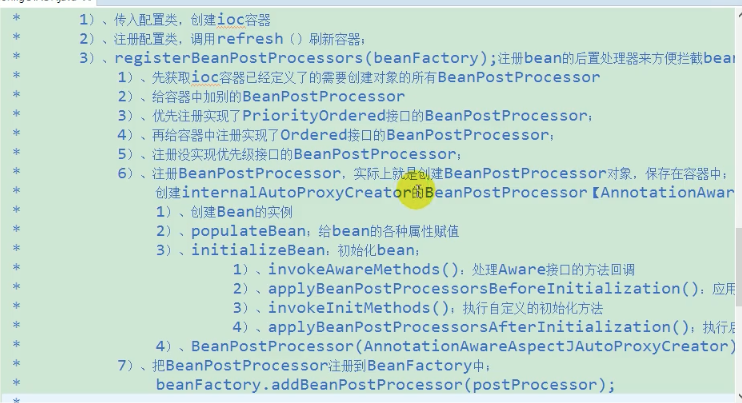 * 1）、传入配置类，创建ioc容器
* 2）、注册配置类，调用refresh（）刷新容器；
* 3）、registerBeanPostProcessors(beanFactory);注册bean的后置处理器来方便拦截bean
* 1）、先获取ioc容器已经定义了的需要创建对象的所有BeanPostProcessor
* 2）、给容器中加别的BeanPostProcessor
* 3）、优先注册实现了PriorityOrdered接口的BeanPostProcessor；
* 4）、再给容器中注册实现了Ordered接口的BeanPostProcessor；
* 5）、注册没实现优先级接口的BeanPostProcessor；
* 6）、注册BeanPostProcessor，实际上就是创建BeanPostProcessor对象，保存在容器中；
* 创建internalAutoProxyCreator的BeanPostProcessor【AnnotationAware
* 1）、创建Bean的实例
* 2）、populateBean；给bean的各种属性赋值
* 3）、initializeBean：初始化bean；
* 1）、invokeAwareMethods()：处理Aware接口的方法回调
* 2）、applyBeanPostProcessorsBeforeInitialization()：应用
* 3）、invokeInitMethods()；执行自定义的初始化方法
* 4）、applyBeanPostProcessorsAfterInitialization()；执行
* 4）、BeanPostProcessor(AnnotationAwareAspectJAutoProxyCreator)
* 7）、把BeanPostProcessor注册到BeanFactory中；
* beanFactory.addBeanPostProcessor(postProcessor);
*